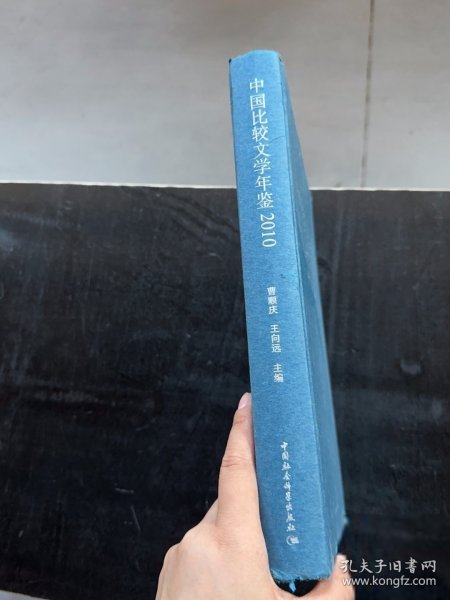 中国比较文学年鉴 2010
曹顺庆 王向远 主编
中国社会科学出版社
孔夫子旧书网
www.kongfz.com